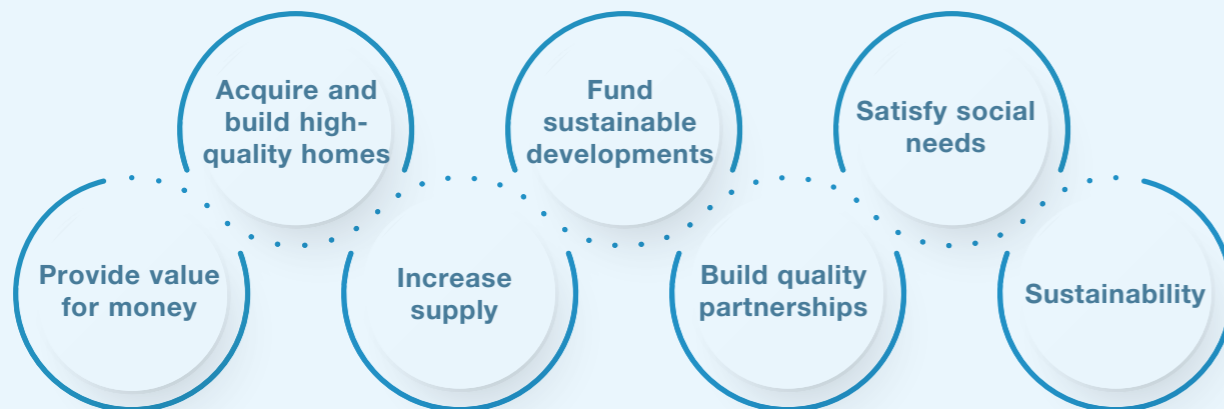 Acquire and
build high-
quality homes
Fund
sustainable
developments
Satisfy social
needs
Provide value
for money
Increase
supply
Build quality
partnerships
Sustainability